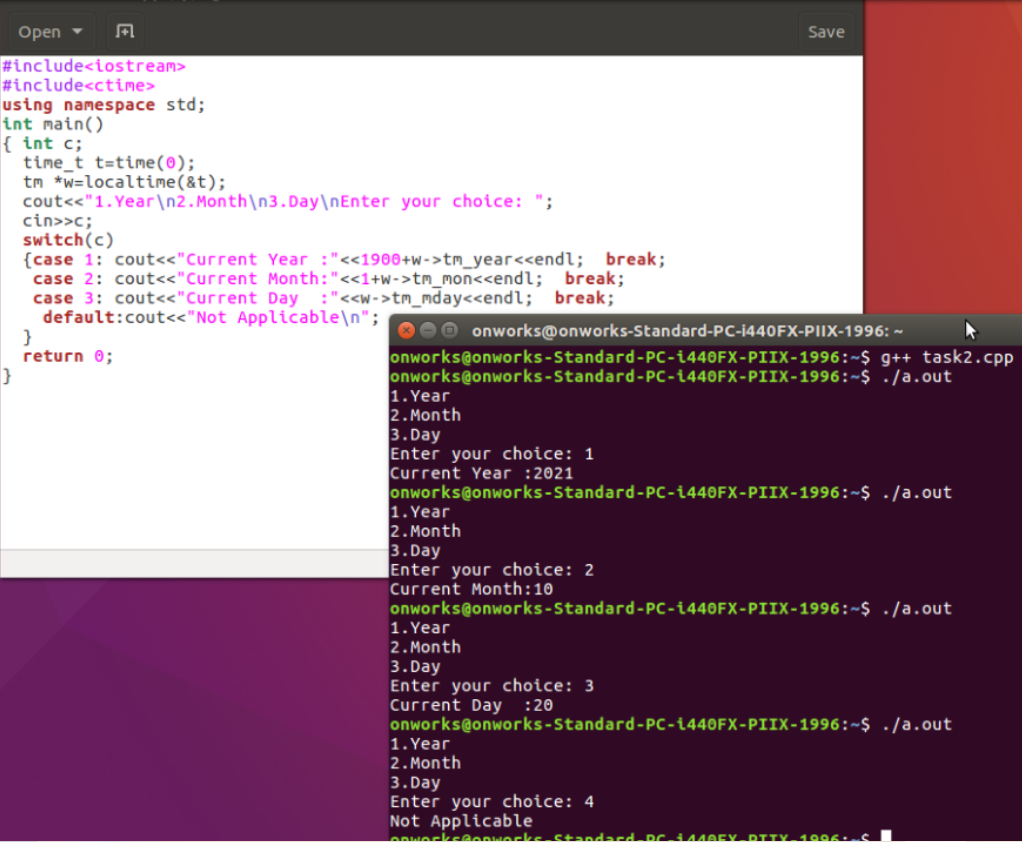 Open
Save
#include<iostream>
#include<ctime>
using namespace std;
int main()
{ int c;
  time_t t=time(0);
  tm *w=localtime(&t);
  cout<<"1.Year\n2.Month\n3.Day\nEnter your choice: ";
  cin>>c;
  switch(c)
  {case 1: cout<<"Current Year :"<<1900+w->tm_year<<endl;  break;
   case 2: cout<<"Current Month:"<<1+w->tm_mon<<endl;  break;
   case 3: cout<<"Current Day  :"<<w->tm_mday<<endl;  break;
    default:cout<<"Not Applicable\n";
  }
  return 0;
}
onworks@onworks-Standard-PC-i440FX-PIIX-1996: ~
onworks@onworks-Standard-PC-i440FX-PIIX-1996:~$ g++ task2.cpp
onworks@onworks-Standard-PC-i440FX-PIIX-1996:~$ ./a.out
1.Year
2.Month
3.Day
Enter your choice: 1
Current Year :2021
onworks@onworks-Standard-PC-i440FX-PIIX-1996:~$ ./a.out
1.Year
2.Month
3.Day
Enter your choice: 2
Current Month:10
onworks@onworks-Standard-PC-i440FX-PIIX-1996:~$ ./a.out
1.Year
2.Month
3.Day
Enter your choice: 3
Current Day  :20
onworks@onworks-Standard-PC-i440FX-PIIX-1996:~$ ./a.out
1.Year
2.Month
3.Day
Enter your choice: 4
Not Applicable
onworks@onworks-Standard-PC-i440FX-PIIX-1996:~$